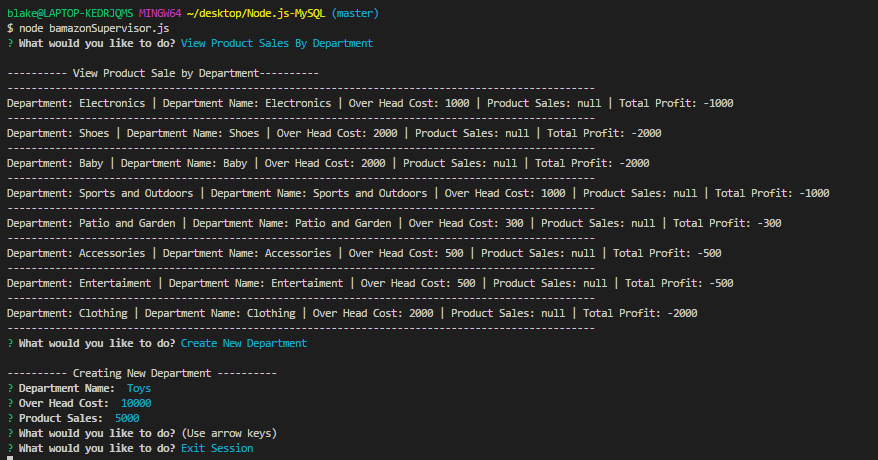 blake@LAPTOP-KEDRJQMS MINGW64 ~/desktop/Node.js-MySQL (master)
$ node bamazonSupervisor.js
? What would you like to do? View Product Sales By Department
---------- View Product Sale by Department----------
--------------------------------------------------------------------------------------------------
Department: Electronics | Department Name: Electronics | Over Head Cost: 1000 | Product Sales: null | Total Profit: -1000
--------------------------------------------------------------------------------------------------
Department: Shoes | Department Name: Shoes | Over Head Cost: 2000 | Product Sales: null | Total Profit: -2000
--------------------------------------------------------------------------------------------------
Department: Baby | Department Name: Baby | Over Head Cost: 2000 | Product Sales: null | Total Profit: -2000
--------------------------------------------------------------------------------------------------
Department: Sports and Outdoors | Department Name: Sports and Outdoors | Over Head Cost: 1000 | Product Sales: null | Total Profit: -1000
--------------------------------------------------------------------------------------------------
Department: Patio and Garden | Department Name: Patio and Garden | Over Head Cost: 300 | Product Sales: null | Total Profit: -300
--------------------------------------------------------------------------------------------------
Department: Accessories | Department Name: Accessories | Over Head Cost: 500 | Product Sales: null | Total Profit: -500
--------------------------------------------------------------------------------------------------
Department: Entertaiment | Department Name: Entertaiment | Over Head Cost: 500 | Product Sales: null | Total Profit: -500
--------------------------------------------------------------------------------------------------
Department: Clothing | Department Name: Clothing | Over Head Cost: 2000 | Product Sales: null | Total Profit: -2000
--------------------------------------------------------------------------------------------------
? What would you like to do? Create New Department
---------- Creating New Department ----------
? Department Name: Toys
? Over Head Cost: 10000
? Product Sales: 5000
? What would you like to do? (Use arrow keys)
? What would you like to do? Exit Session